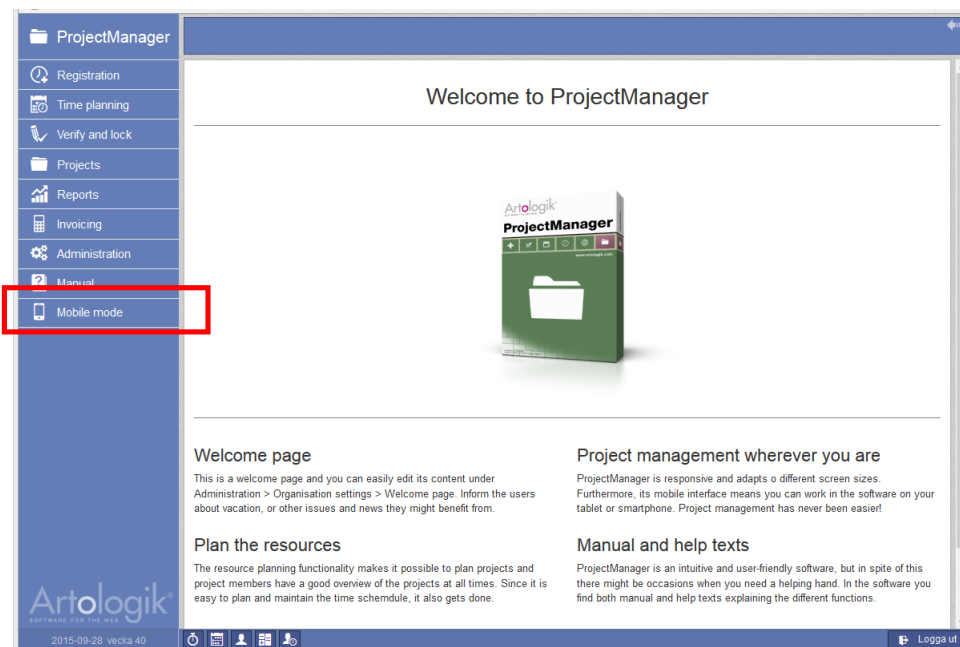 ProjectManager
Registration
Time planning
Verify and lock
Projects
Reports
Invoicing
Administration
Manual
Mobile mode
Artologik
SOFTWARE FOR THE WEB
2015-09-28 vecka 40
Welcome to ProjectManager
Artologik
ProjectManager
www.artologik.com
Welcome page
This is a welcome page and you can easily edit its content under
Administration > Organisation settings > Welcome page. Inform the users
about vacation, or other issues and news they might benefit from.
Project management wherever you are
ProjectManager is responsive and adapts o different screen sizes.
Furthermore, its mobile interface means you can work in the software on your
tablet or smartphone. Project management has never been easier!
Plan the resources
The resource planning functionality makes it possible to plan projects and
project members have a good overview of the projects at all times. Since it is
easy to plan and maintain the time schemdule, it also gets done.
Manual and help texts
ProjectManager is an intuitive and user-friendly software, but in spite of this
there might be occasions when you need a helping hand. In the software you
find both manual and help texts explaining the different functions.
Logga ut